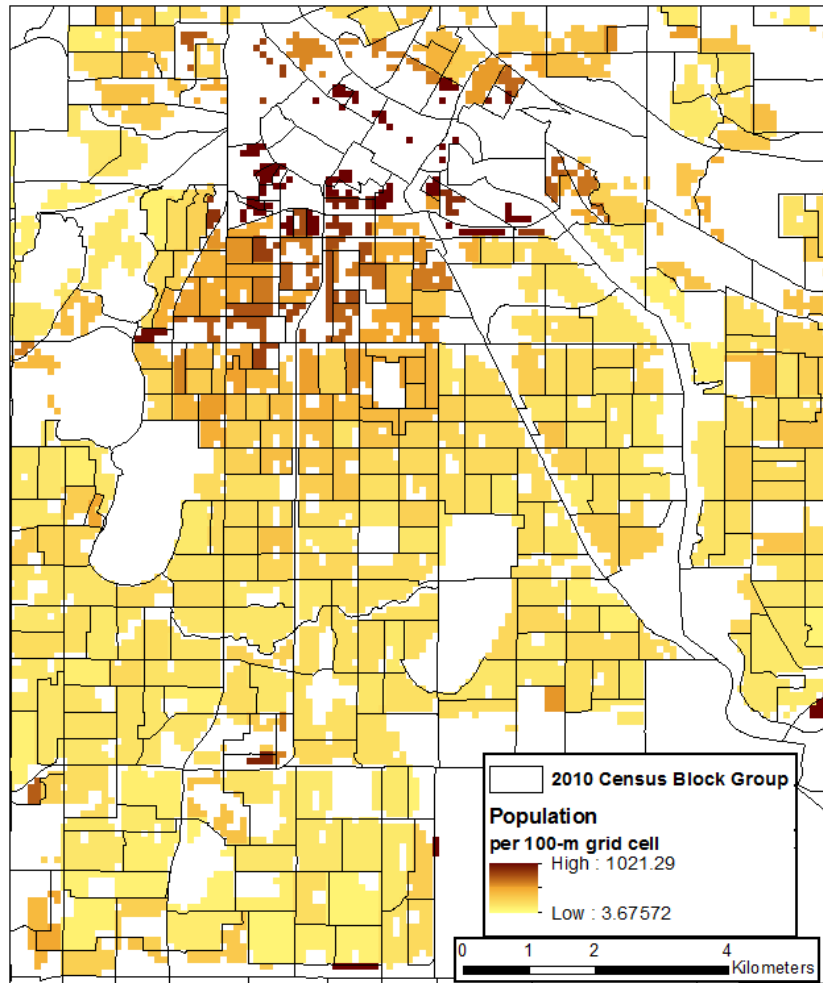 2010 Census Block Group
Population
per 100-m grid cell
High : 1021.29
Low : 3.67572
0 1 2 4
Kilometers